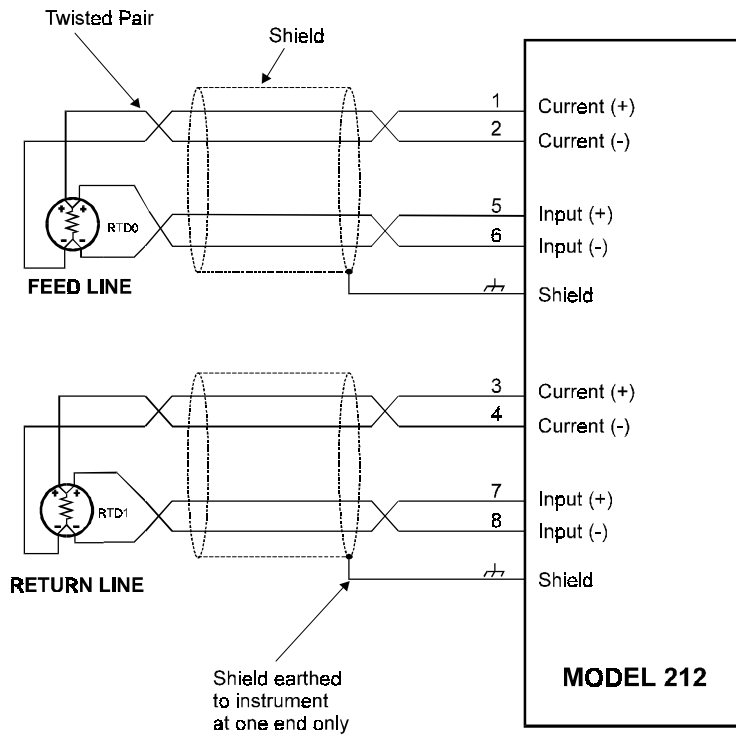 Twisted Pair
Shield
1 Current (+)
2 Current (-)
+ +
RTD0
- -
5 Input (+)
6 Input (-)
FEED LINE
Shield
3 Current (+)
4 Current (-)
+ +
RTD1
- -
7 Input (+)
8 Input (-)
RETURN LINE
Shield
Shield earthed
to instrument
at one end only
MODEL 212